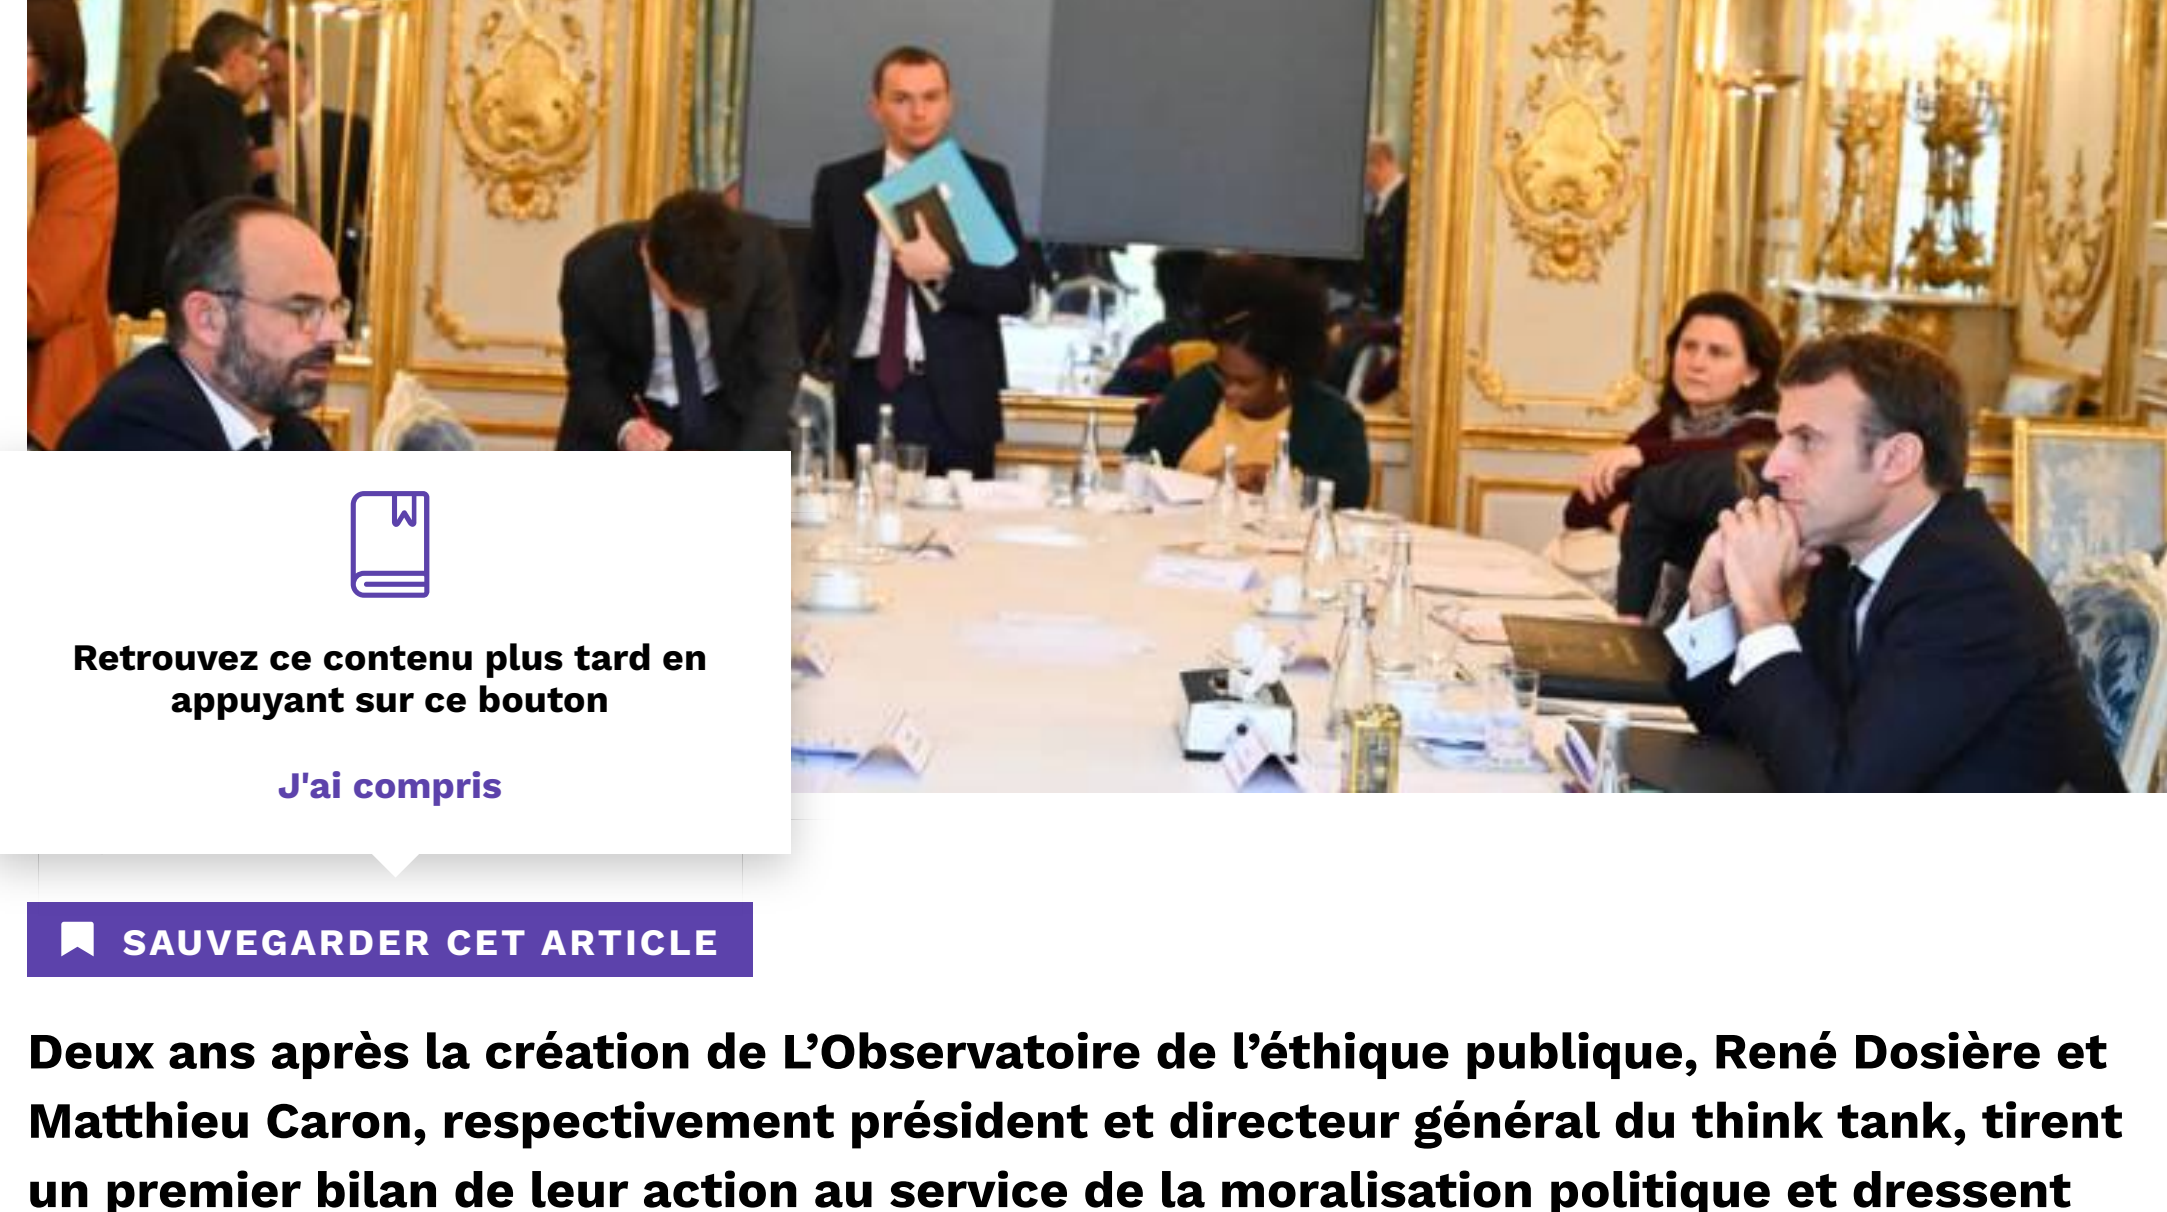 Retrouvez ce contenu plus tard en
appuyant sur ce bouton
J'ai compris
SAUVEGARDER CET ARTICLE
Deux ans après la création de L’Observatoire de l’éthique publique, René Dosière et
Matthieu Caron, respectivement président et directeur général du think tank, tirent
un premier bilan de leur action au service de la moralisation politique et dressent